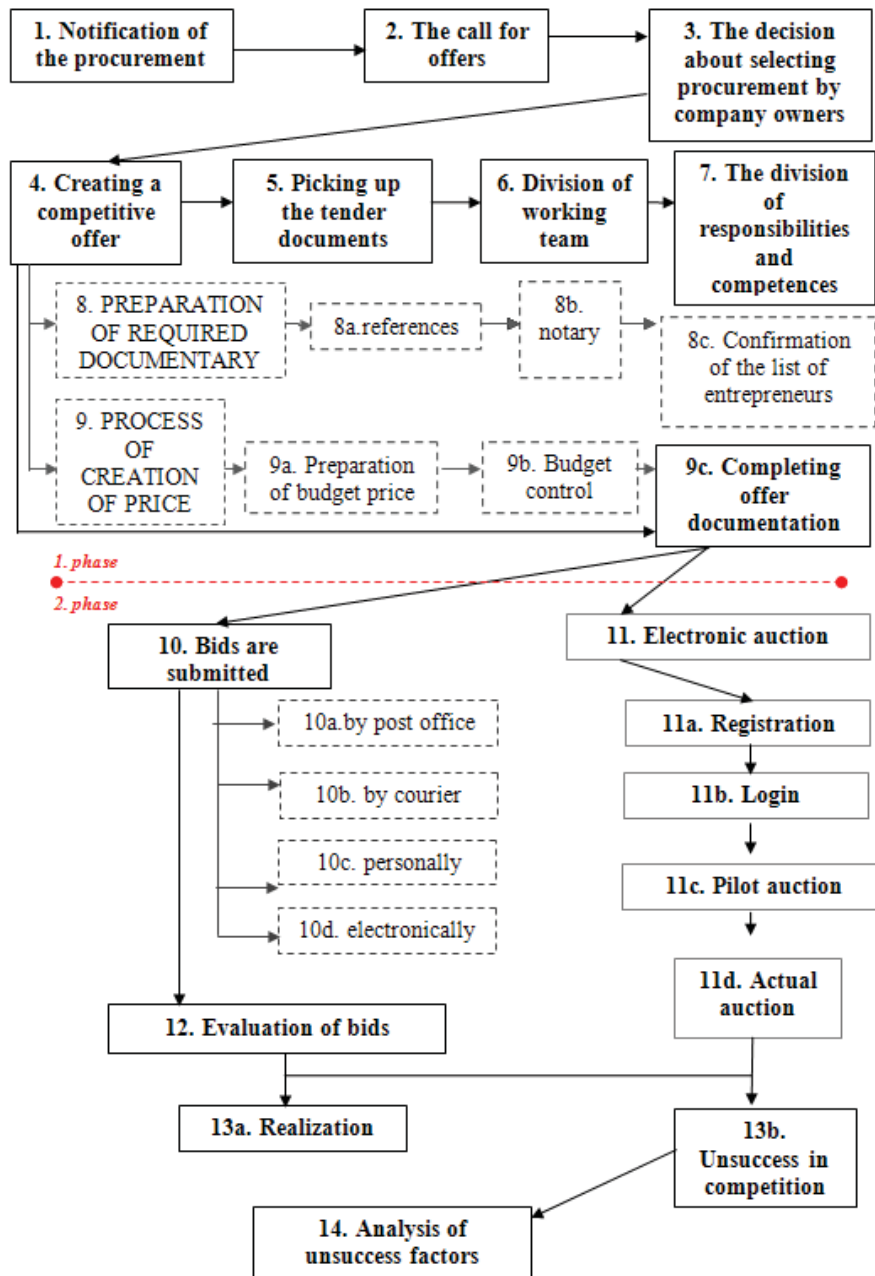 1. Notification of
the procurement
2. The call for
offers
3. The decision
about selecting
procurement by
company owners
4. Creating a
competitive
offer
5. Picking up
the tender
documents
6. Division of
working
team
7. The division
of
responsibilities
and
competences
8. PREPARATION
OF REQUIRED
DOCUMENTARY
8a.references
8b.
notary
8c. Confirmation
of the list of
entrepreneurs
9. PROCESS
OF
CREATION
OF PRICE
9a. Preparation
of budget price
9b. Budget
control
9c. Completing
offer
documentation
1. phase
2. phase
10. Bids are
submitted
11. Electronic auction
10a.by post office
11a. Registration
10b. by courier
11b. Login
10c. personally
11c. Pilot auction
10d. electronically
11d. Actual
auction
12. Evaluation of bids
13a. Realization
13b.
Unsuccess in
competition
14. Analysis of
unsuccess factors